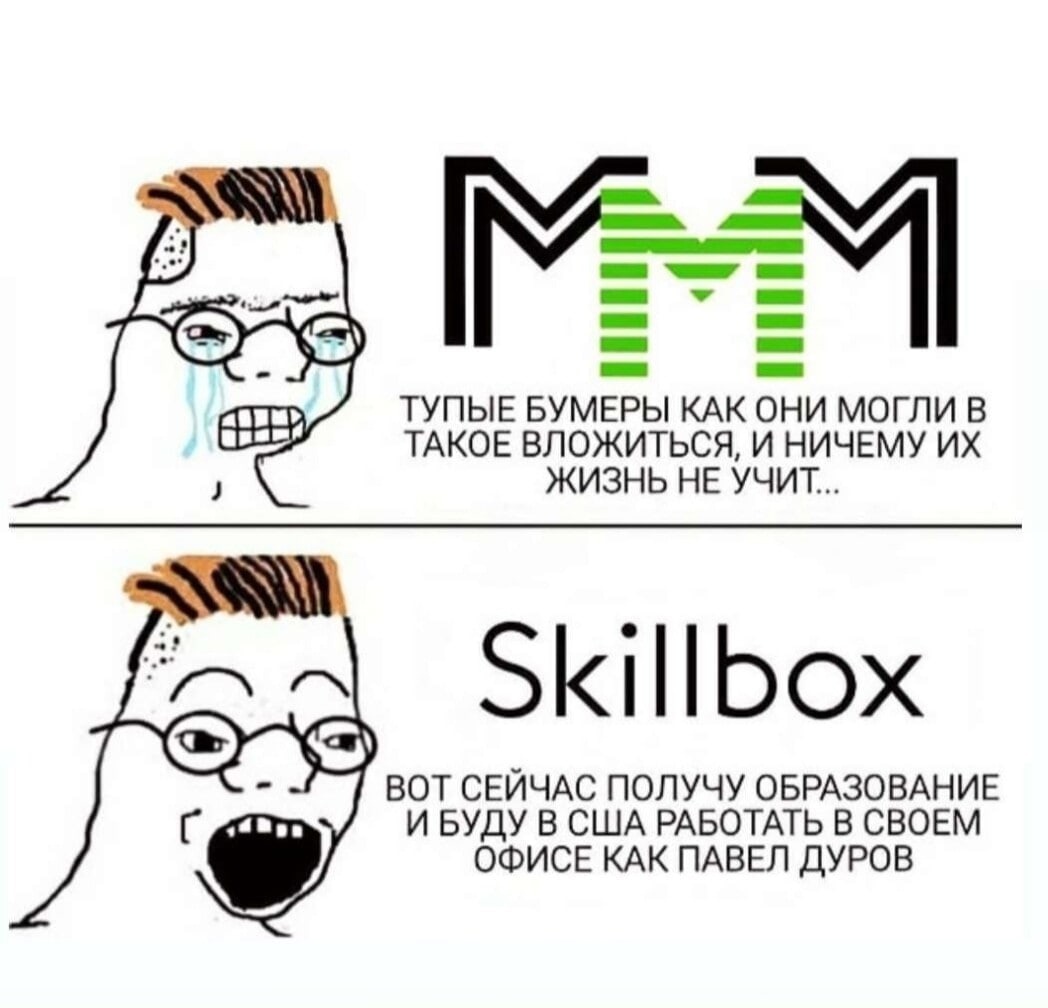 МММ
ТУПЫЕ БУМЕРЫ КАК ОНИ МОГЛИ В
ТАКОЕ ВЛОЖИТЬСЯ, И НИЧЕМУ ИХ
ЖИЗНЬ НЕ УЧИТ...
Skillbox
ВОТ СЕЙЧАС ПОЛУЧУ ОБРАЗОВАНИЕ
И БУДУ В США РАБОТАТЬ В СВОЕМ
ОФИСЕ КАК ПАВЕЛ ДУРОВ